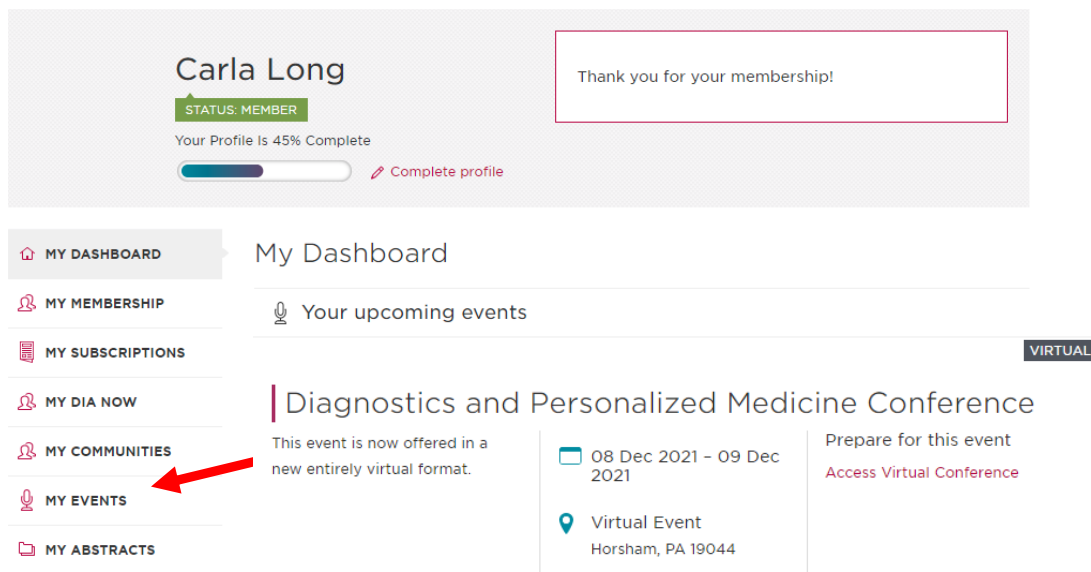 Carla Long
STATUS: MEMBER
Your Profile Is 45% Complete
Complete profile
Thank you for your membership!
MY DASHBOARD
MY MEMBERSHIP
MY SUBSCRIPTIONS
MY DIA NOW
MY COMMUNITIES
MY EVENTS
MY ABSTRACTS
My Dashboard
Your upcoming events
VIRTUAL
Diagnostics and Personalized Medicine Conference
This event is now offered in a
new entirely virtual format.
08 Dec 2021 – 09 Dec
2021
Virtual Event
Horsham, PA 19044
Prepare for this event
Access Virtual Conference